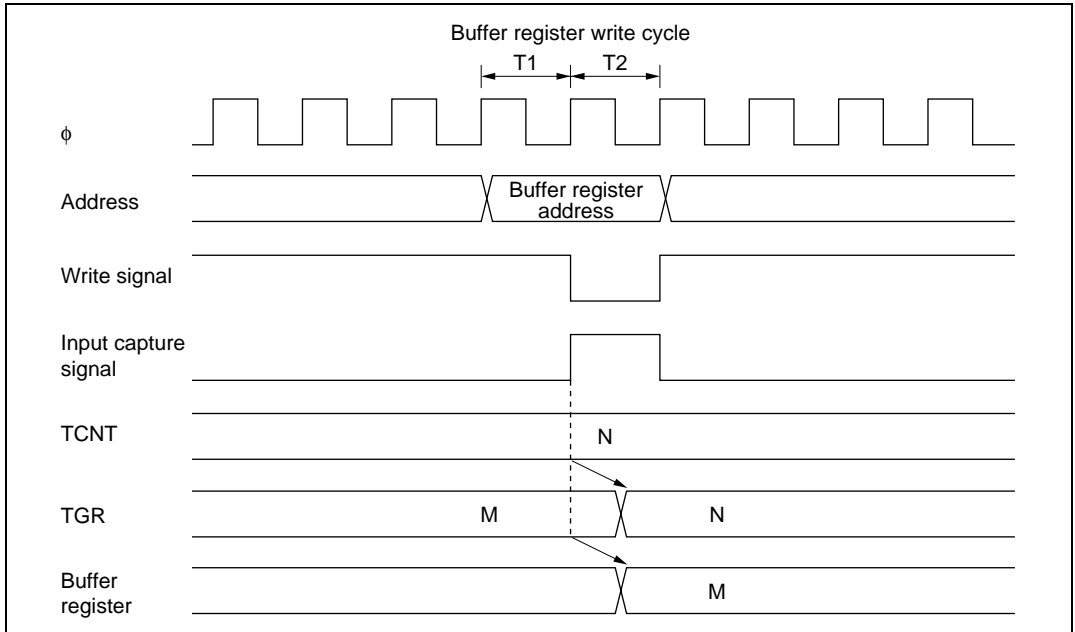 Buffer register write cycle
T1 T2
φ
Address
Buffer register
address
Write signal
Input capture
signal
TCNT
N
TGR
M
N
Buffer
register
M